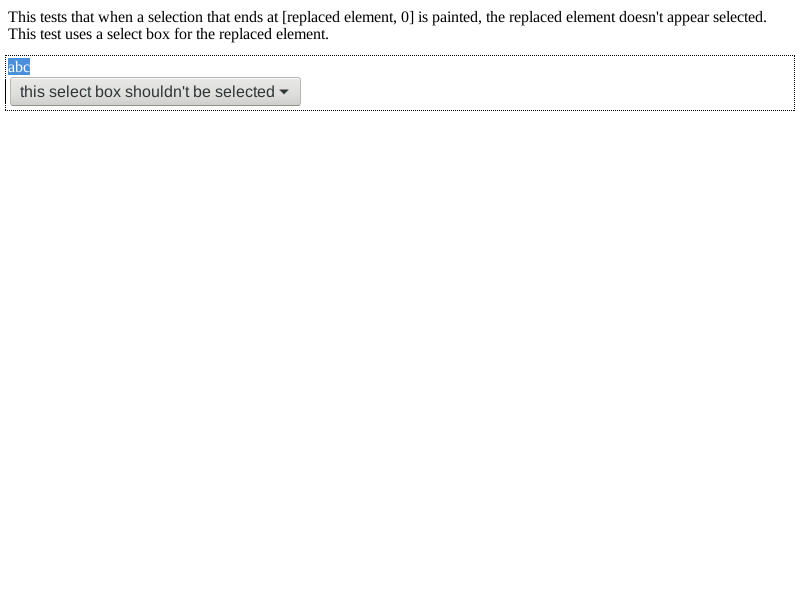 This tests that when a selection that ends at [replaced element, 0] is painted, the replaced element doesn't appear selected.
This test uses a select box for the replaced element.
abc
this select box shouldn't be selected